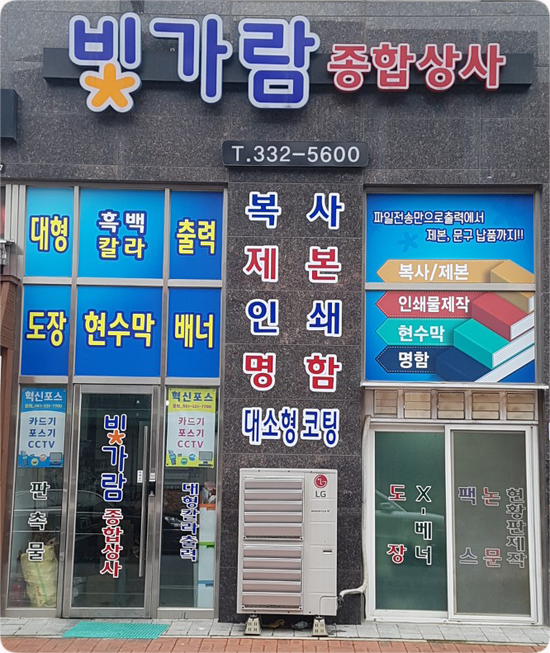 빛가람 종합상사
T.332-5600
대형
흑백
칼라
출력
도장
현수막
배너
복사
제본
인쇄
명함
대소형 코팅
파일전송만으로출력에서
제본, 문구 납품까지!!
복사/제본
인쇄물제작
현수막
명함
혁신포스
카드기
포스기
CCTV
판촉물
빛가람 종합상사
혁신포스
카드기
포스기
CCTV
대형칼라출력
LG
도장
X-베너
팩스
논문
현황판제작